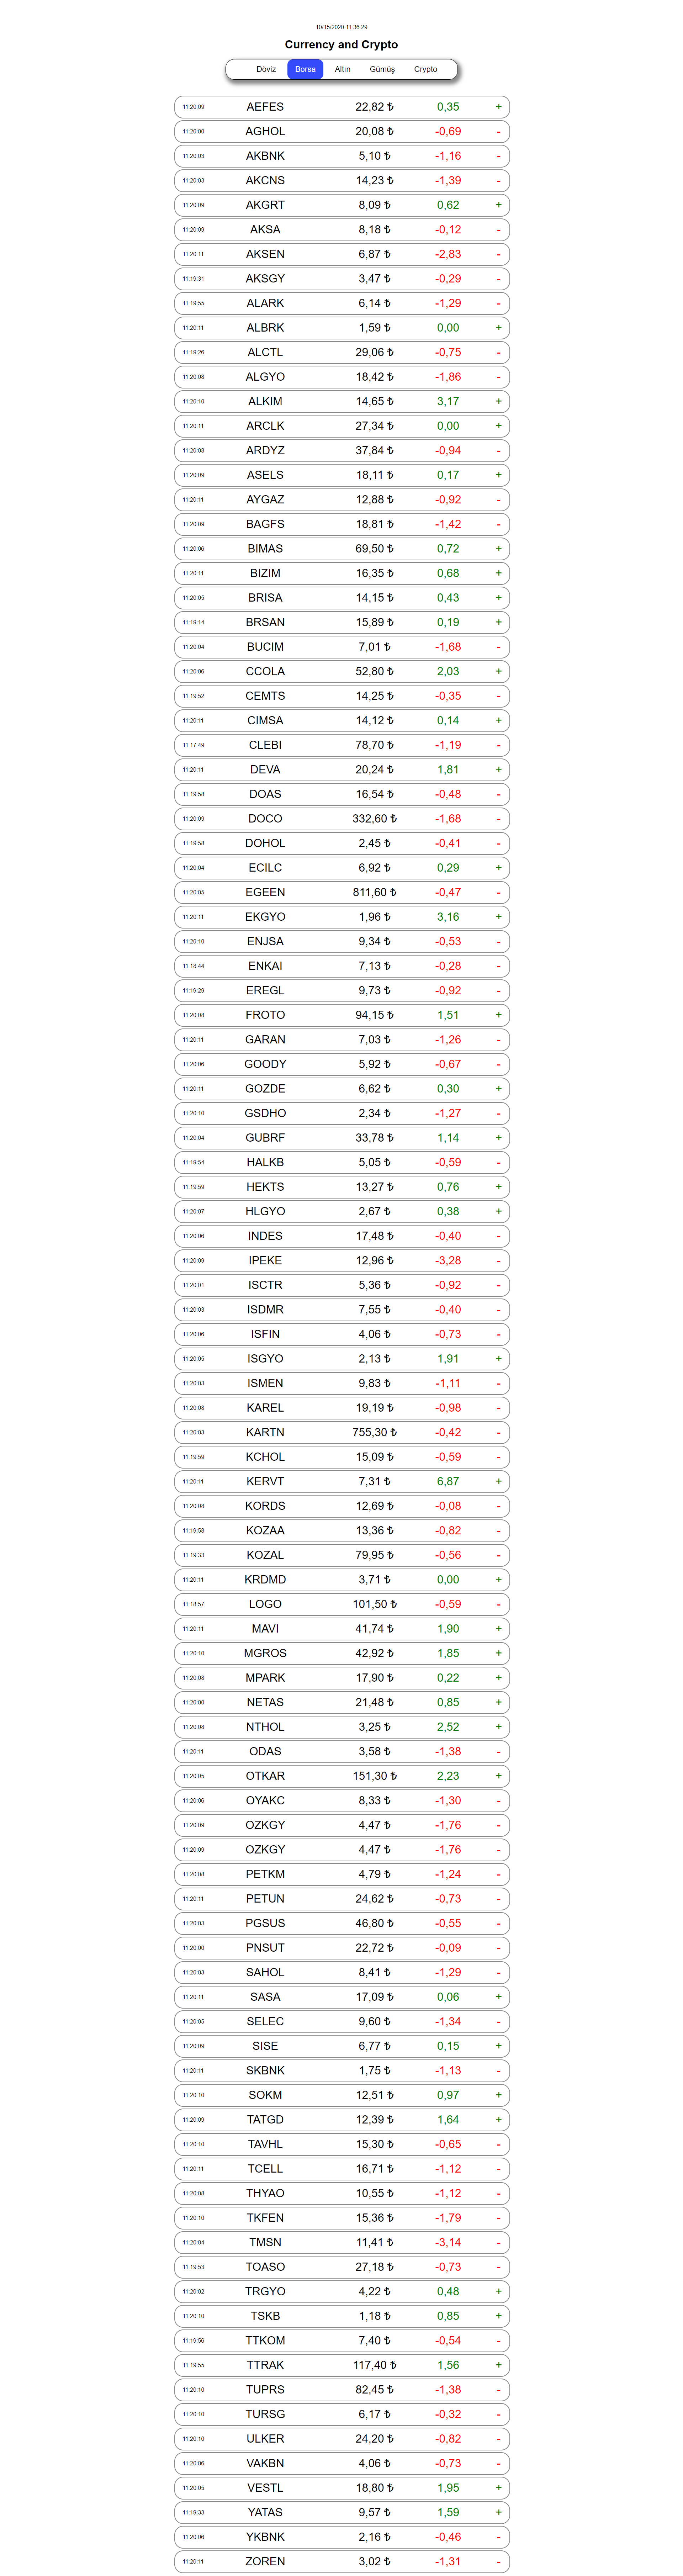 10/15/2020 11:36:29
Currency and Crypto
Döviz Borsa Altın Gümüş Crypto
11:20:09 AEFES 22,82 ₺ 0,35 +
11:20:00 AGHOL 20,08 ₺ -0,69 -
11:20:03 AKBNK 5,10 ₺ -1,16 -
11:20:03 AKCNS 14,23 ₺ -1,39 -
11:20:09 AKGRT 8,09 ₺ 0,62 +
11:20:09 AKSA 8,18 ₺ -0,12 -
11:20:11 AKSEN 6,87 ₺ -2,83 -
11:19:31 AKSGY 3,47 ₺ -0,29 -
11:19:55 ALARK 6,14 ₺ -1,29 -
11:20:11 ALBRK 1,59 ₺ 0,00 +
11:19:26 ALCTL 29,06 ₺ -0,75 -
11:20:08 ALGYO 18,42 ₺ -1,86 -
11:20:10 ALKIM 14,65 ₺ 3,17 +
11:20:11 ARCLK 27,34 ₺ 0,00 +
11:20:08 ARDYZ 37,84 ₺ -0,94 -
11:20:09 ASELS 18,11 ₺ 0,17 +
11:20:11 AYGAZ 12,88 ₺ -0,92 -
11:20:09 BAGFS 18,81 ₺ -1,42 -
11:20:06 BIMAS 69,50 ₺ 0,72 +
11:20:11 BIZIM 16,35 ₺ 0,68 +
11:20:05 BRISA 14,15 ₺ 0,43 +
11:19:14 BRSAN 15,89 ₺ 0,19 +
11:20:04 BUCIM 7,01 ₺ -1,68 -
11:20:06 CCOLA 52,80 ₺ 2,03 +
11:19:52 CEMTS 14,25 ₺ -0,35 -
11:20:11 CIMSA 14,12 ₺ 0,14 +
11:17:49 CLEBI 78,70 ₺ -1,19 -
11:20:11 DEVA 20,24 ₺ 1,81 +
11:19:58 DOAS 16,54 ₺ -0,48 -
11:20:09 DOCO 332,60 ₺ -1,68 -
11:19:58 DOHOL 2,45 ₺ -0,41 -
11:20:04 ECILC 6,92 ₺ 0,29 +
11:20:05 EGEEN 811,60 ₺ -0,47 -
11:20:11 EKGYO 1,96 ₺ 3,16 +
11:20:10 ENJSA 9,34 ₺ -0,53 -
11:18:44 ENKAI 7,13 ₺ -0,28 -
11:19:29 EREGL 9,73 ₺ -0,92 -
11:20:08 FROTO 94,15 ₺ 1,51 +
11:20:11 GARAN 7,03 ₺ -1,26 -
11:20:06 GOODY 5,92 ₺ -0,67 -
11:20:11 GOZDE 6,62 ₺ 0,30 +
11:20:10 GSDHO 2,34 ₺ -1,27 -
11:20:04 GUBRF 33,78 ₺ 1,14 +
11:19:54 HALKB 5,05 ₺ -0,59 -
11:19:59 HEKTS 13,27 ₺ 0,76 +
11:20:07 HLGYO 2,67 ₺ 0,38 +
11:20:06 INDES 17,48 ₺ -0,40 -
11:20:09 IPEKE 12,96 ₺ -3,28 -
11:20:01 ISCTR 5,36 ₺ -0,92 -
11:20:03 ISDMR 7,55 ₺ -0,40 -
11:20:06 ISFIN 4,06 ₺ -0,73 -
11:20:05 ISGYO 2,13 ₺ 1,91 +
11:20:03 ISMEN 9,83 ₺ -1,11 -
11:20:08 KAREL 19,19 ₺ -0,98 -
11:20:03 KARTN 755,30 ₺ -0,42 -
11:19:59 KCHOL 15,09 ₺ -0,59 -
11:20:11 KERVT 7,31 ₺ 6,87 +
11:20:08 KORDS 12,69 ₺ -0,08 -
11:19:58 KOZAA 13,36 ₺ -0,82 -
11:19:33 KOZAL 79,95 ₺ -0,56 -
11:20:11 KRDMD 3,71 ₺ 0,00 +
11:18:57 LOGO 101,50 ₺ -0,59 -
11:20:11 MAVI 41,74 ₺ 1,90 +
11:20:10 MGROS 42,92 ₺ 1,85 +
11:20:08 MPARK 17,90 ₺ 0,22 +
11:20:00 NETAS 21,48 ₺ 0,85 +
11:20:08 NTHOL 3,25 ₺ 2,52 +
11:20:11 ODAS 3,58 ₺ -1,38 -
11:20:05 OTKAR 151,30 ₺ 2,23 +
11:20:06 OYAKC 8,33 ₺ -1,30 -
11:20:09 OZKGY 4,47 ₺ -1,76 -
11:20:09 OZKGY 4,47 ₺ -1,76 -
11:20:08 PETKM 4,79 ₺ -1,24 -
11:20:11 PETUN 24,62 ₺ -0,73 -
11:20:03 PGSUS 46,80 ₺ -0,55 -
11:20:00 PNSUT 22,72 ₺ -0,09 -
11:20:03 SAHOL 8,41 ₺ -1,29 -
11:20:11 SASA 17,09 ₺ 0,06 +
11:20:05 SELEC 9,60 ₺ -1,34 -
11:20:09 SISE 6,77 ₺ 0,15 +
11:20:11 SKBNK 1,75 ₺ -1,13 -
11:20:10 SOKM 12,51 ₺ 0,97 +
11:20:09 TATGD 12,39 ₺ 1,64 +
11:20:10 TAVHL 15,30 ₺ -0,65 -
11:20:11 TCELL 16,71 ₺ -1,12 -
11:20:08 THYAO 10,55 ₺ -1,12 -
11:20:10 TKFEN 15,36 ₺ -1,79 -
11:20:04 TMSN 11,41 ₺ -3,14 -
11:19:53 TOASO 27,18 ₺ -0,73 -
11:20:02 TRGYO 4,22 ₺ 0,48 +
11:20:10 TSKB 1,18 ₺ 0,85 +
11:19:56 TTKOM 7,40 ₺ -0,54 -
11:19:55 TTRAK 117,40 ₺ 1,56 +
11:20:10 TUPRS 82,45 ₺ -1,38 -
11:20:10 TURSG 6,17 ₺ -0,32 -
11:20:10 ULKER 24,20 ₺ -0,82 -
11:20:06 VAKBN 4,06 ₺ -0,73 -
11:20:05 VESTL 18,80 ₺ 1,95 +
11:19:33 YATAS 9,57 ₺ 1,59 +
11:20:06 YKBNK 2,16 ₺ -0,46 -
11:20:11 ZOREN 3,02 ₺ -1,31 -